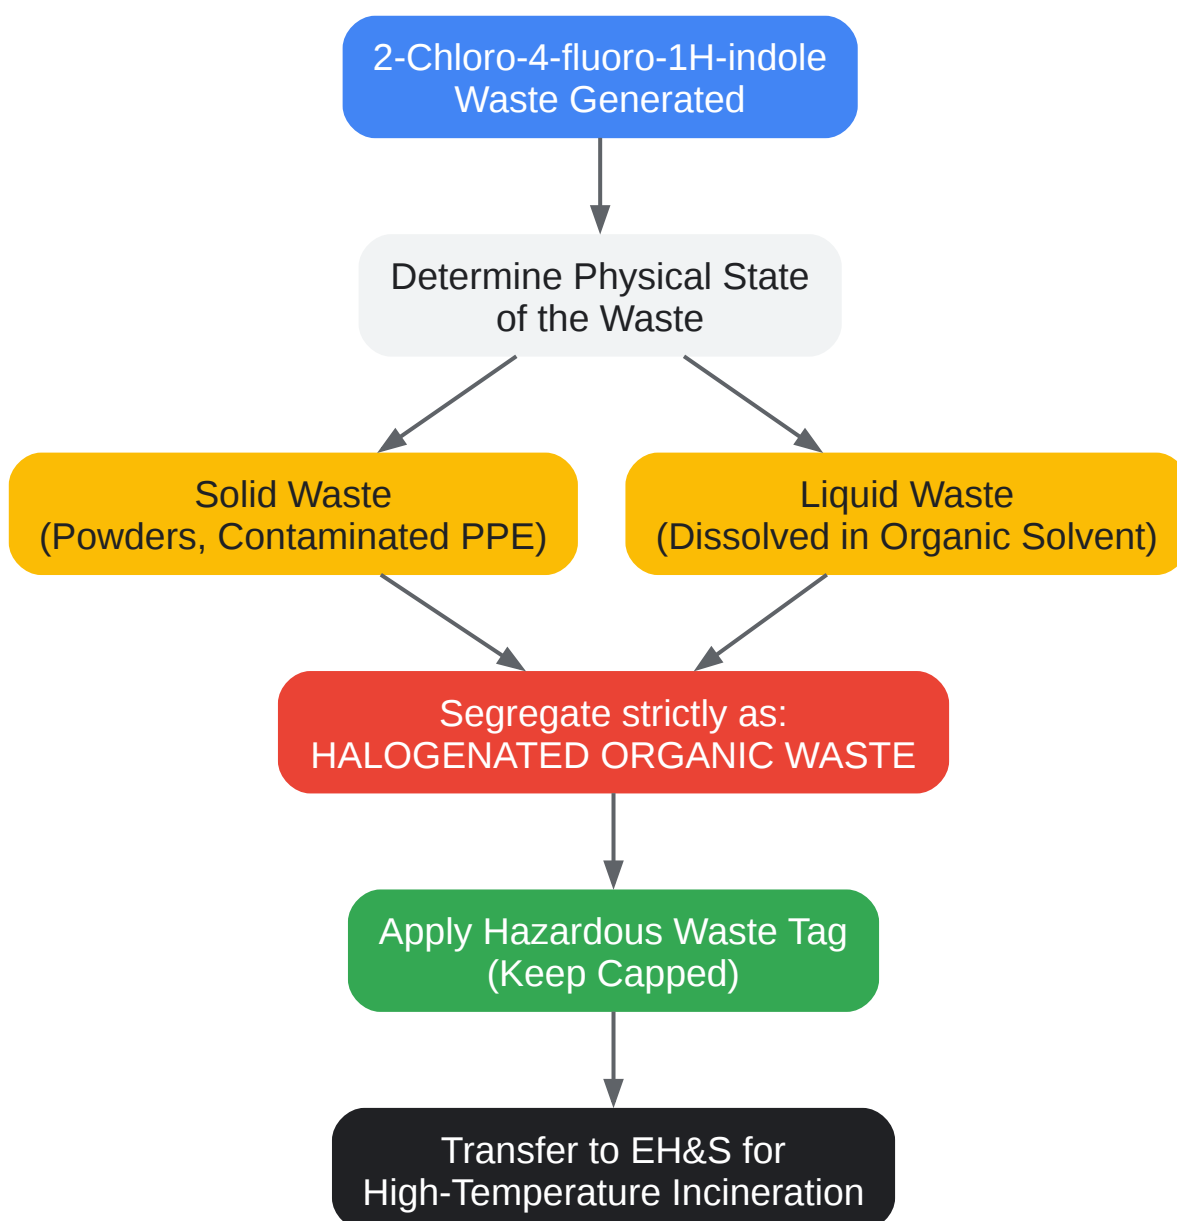 2-Chloro-4-fluoro-1H-indole
Waste Generated
Determine Physical State
of the Waste
Solid Waste
(Powders, Contaminated PPE)
Liquid Waste
(Dissolved in Organic Solvent)
Segregate strictly as:
HALOGENATED ORGANIC WASTE
Apply Hazardous Waste Tag
(Keep Capped)
Transfer to EH&S for
High-Temperature Incineration